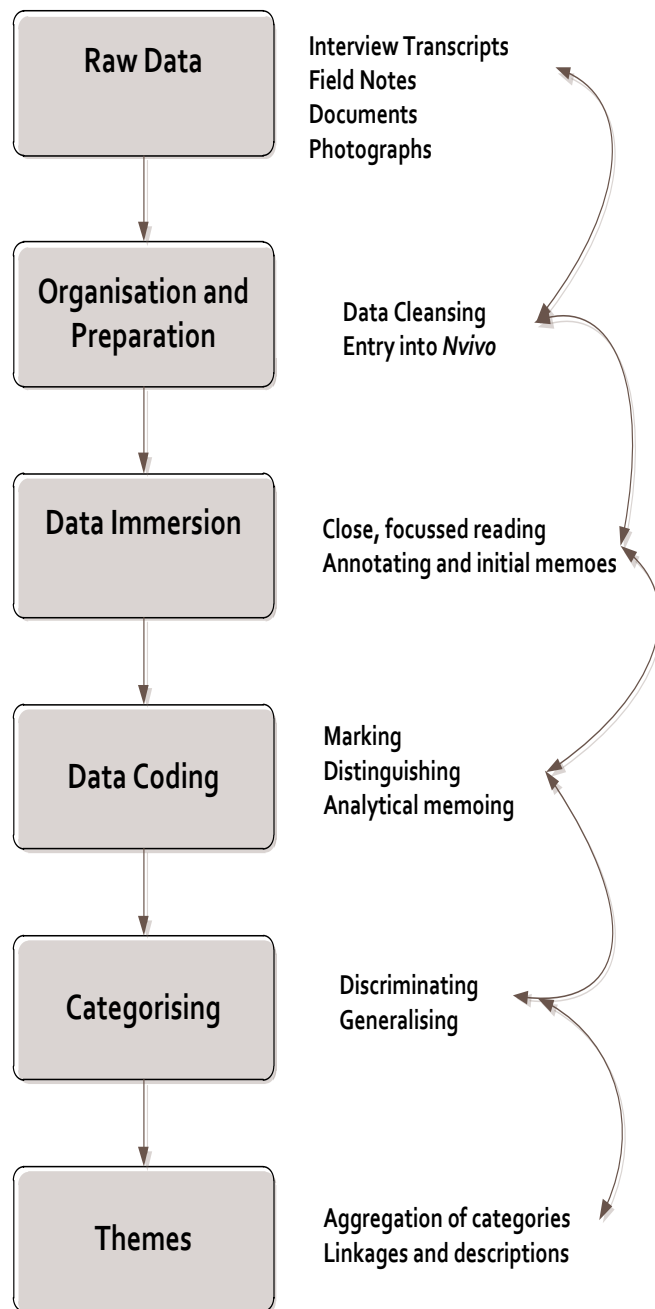 Raw Data
Interview Transcripts
Field Notes
Documents
Photographs
Organisation and
Preparation
Data Cleansing
Entry into Nvivo
Data Immersion
Close, focussed reading
Annotating and initial memoes
Data Coding
Marking
Distinguishing
Analytical memoing
Categorising
Discriminating
Generalising
Themes
Aggregation of categories
Linkages and descriptions